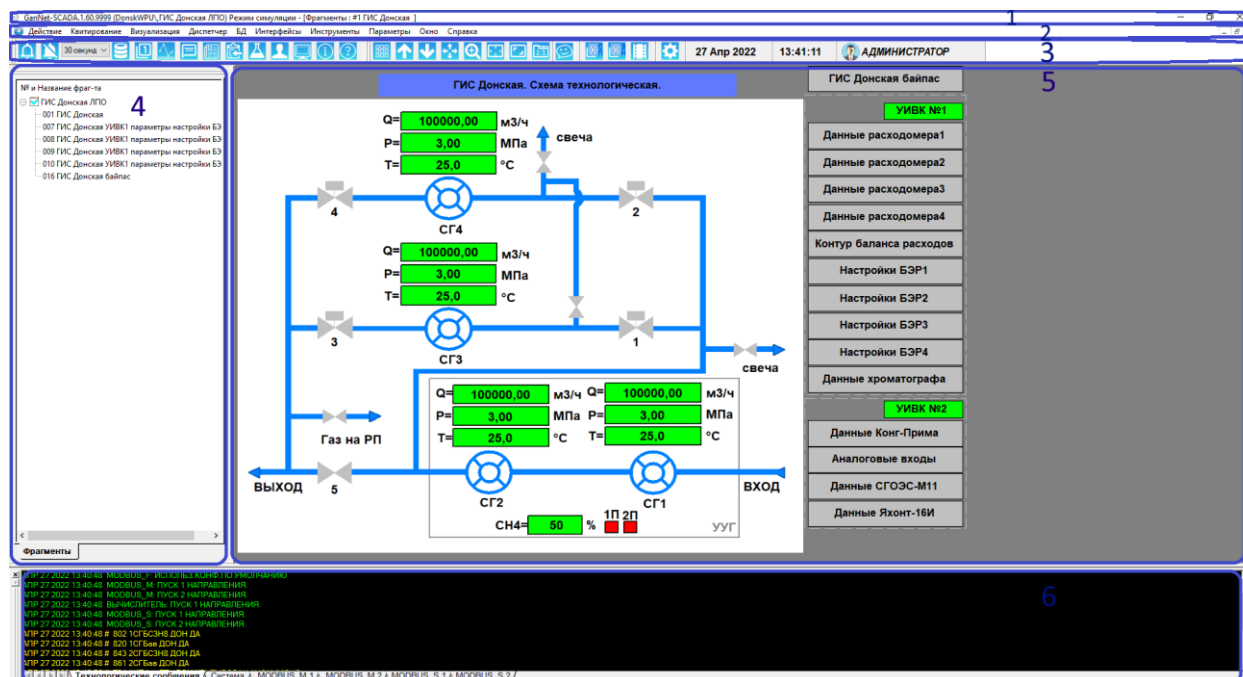 GanNet-SCADA.1.60.9999 (DonskWPU\,ГИС Донская ЛПО) Режим симуляции - [Фрагменты : #1 ГИС Донская ]
1
Действие Квитирование Визуализация Диспетчер БД Интерфейсы Инструменты Параметры Окно Справка
2
30 секунд
27 Апр 2022 13:41:11 АДМИНИСТРАТОР
3
№ и Название фраг-та
ГИС Донская ЛПО
4
001 ГИС Донская
007 ГИС Донская УИВК1 параметры настройки БЭ
008 ГИС Донская УИВК1 параметры настройки БЭ
009 ГИС Донская УИВК1 параметры настройки БЭ
010 ГИС Донская УИВК1 параметры настройки БЭ
016 ГИС Донская байпас
Фрагменты
5
ГИС Донская. Схема технологическая.
Q= 100000,00 м3/ч
P= 3,00 МПа
T= 25,0 °C
свеча
4
СГ4
2
Q= 100000,00 м3/ч
P= 3,00 МПа
T= 25,0 °C
3
СГ3
1
свеча
Q= 100000,00 м3/ч Q= 100000,00 м3/ч
P= 3,00 МПа P= 3,00 МПа
T= 25,0 °C T= 25,0 °C
Газ на РП
ВЫХОД
5
СГ2
СГ1
ВХОД
CH4= 50 % 1П 2П
УУГ
ГИС Донская байпас
УИВК №1
Данные расходомера1
Данные расходомера2
Данные расходомера3
Данные расходомера4
Контур баланса расходов
Настройки БЭР1
Настройки БЭР2
Настройки БЭР3
Настройки БЭР4
Данные хроматографа
УИВК №2
Данные Конг-Прима
Аналоговые входы
Данные СГОЭС-М11
Данные Яхонт-16И
6
АПР 27 2022 13:40:48 MODBUS_F: ИСПОЛЬЗ.КОНФ.ПО УМОЛЧАНИЮ
АПР 27 2022 13:40:48 MODBUS_M: ПУСК 1 НАПРАВЛЕНИЯ
АПР 27 2022 13:40:48 MODBUS_M: ПУСК 2 НАПРАВЛЕНИЯ
АПР 27 2022 13:40:48 ВЫЧИСЛИТЕЛЬ: ПУСК 1 НАПРАВЛЕНИЯ
АПР 27 2022 13:40:48 MODBUS_S: ПУСК 1 НАПРАВЛЕНИЯ
АПР 27 2022 13:40:48 MODBUS_S: ПУСК 2 НАПРАВЛЕНИЯ
АПР 27 2022 13:40:48 # 802 1СГБСЗН8 ДОН ДА
АПР 27 2022 13:40:48 # 820 1СГБав ДОН ДА
АПР 27 2022 13:40:48 # 843 2СГБСЗН8 ДОН ДА
АПР 27 2022 13:40:48 # 861 2СГБав ДОН ДА
Технологические сообщения Система MODBUS_M 1 MODBUS_M 2 MODBUS_S 1 MODBUS_S 2